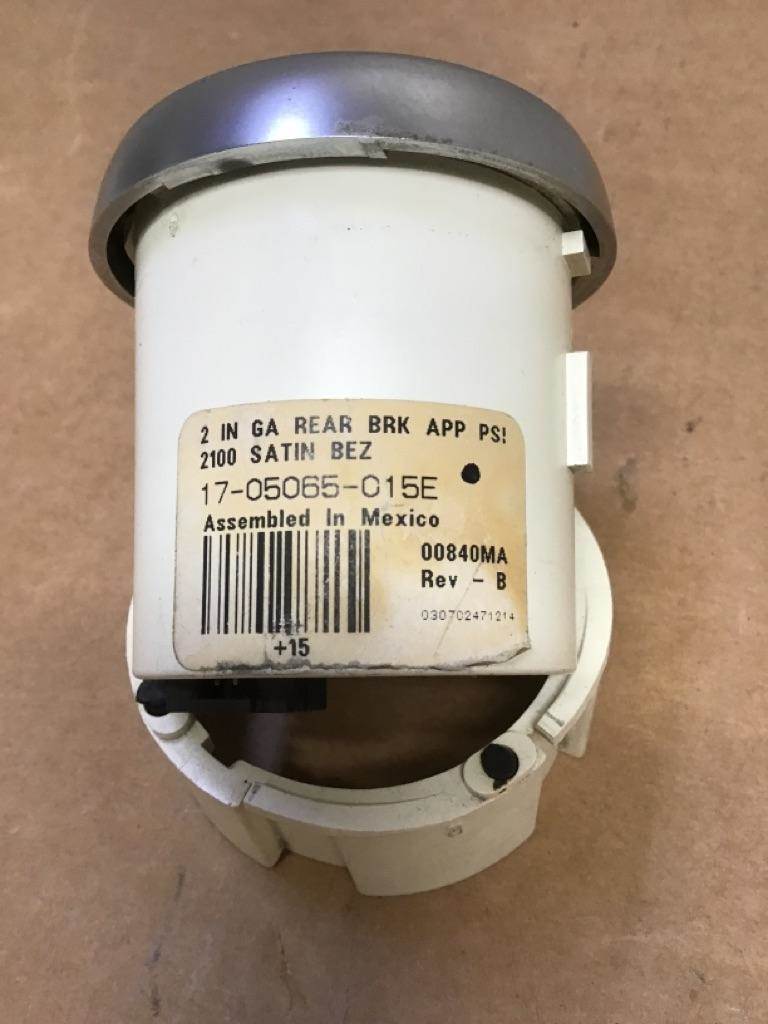 2 IN GA REAR BRK APP PSI
2100 SATIN BEZ
17-05065-015E
Assembled In Mexico
00840MA
Rev - B
030702471214
+15